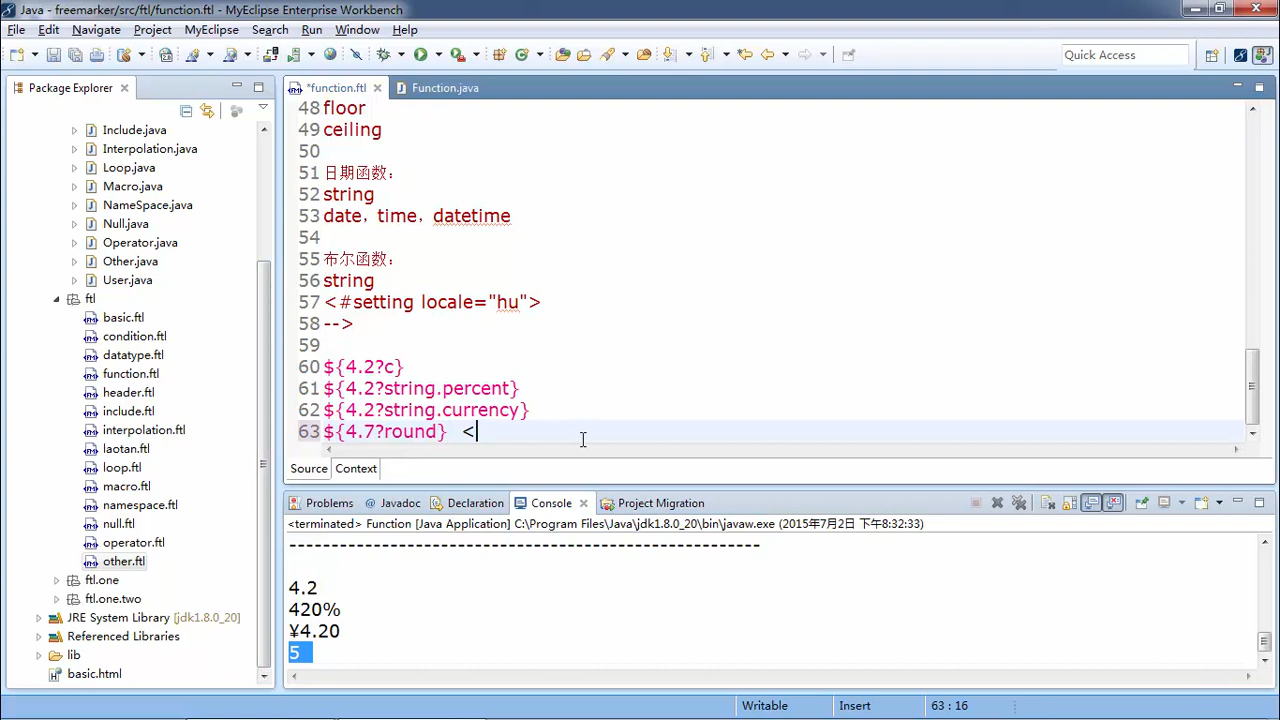 Java - freemarker/src/ftl/function.ftl - MyEclipse Enterprise Workbench
File Edit Navigate Project MyEclipse Search Run Window Help
Quick Access
Package Explorer
*function.ftl Function.java
Include.java
Interpolation.java
Loop.java
Macro.java
NameSpace.java
Null.java
Operator.java
Other.java
User.java
ftl
basic.ftl
condition.ftl
datatype.ftl
function.ftl
header.ftl
include.ftl
interpolation.ftl
laotan.ftl
loop.ftl
macro.ftl
namespace.ftl
null.ftl
operator.ftl
other.ftl
ftl.one
ftl.one.two
JRE System Library [jdk1.8.0_20]
Referenced Libraries
lib
basic.html
48 floor
49 ceiling
50
51 日期函数：
52 string
53 date，time，datetime
54
55 布尔函数：
56 string
57 <#setting locale="hu">
58 -->
59
60 ${4.2?c}
61 ${4.2?string.percent}
62 ${4.2?string.currency}
63 ${4.7?round} <
Source Context
Problems @ Javadoc Declaration Console Project Migration
<terminated> Function [Java Application] C:\Program Files\Java\jdk1.8.0_20\bin\javaw.exe (2015年7月2日 下午8:32:33)
-------------------------------------------------------
4.2
420%
¥4.20
5
Writable Insert 63 : 16